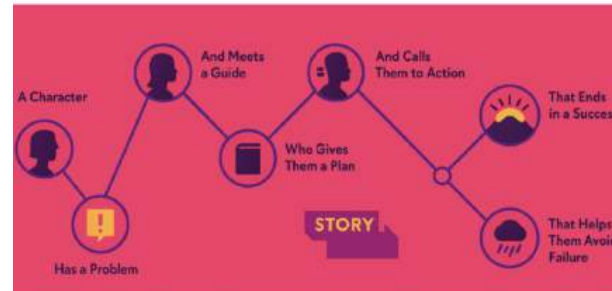 A Character
Has a Problem
And Meets
a Guide
Who Gives
Them a Plan
And Calls
Them to Action
That Ends
in a Succes
That Helps
Them Avoi
Failure
STORY